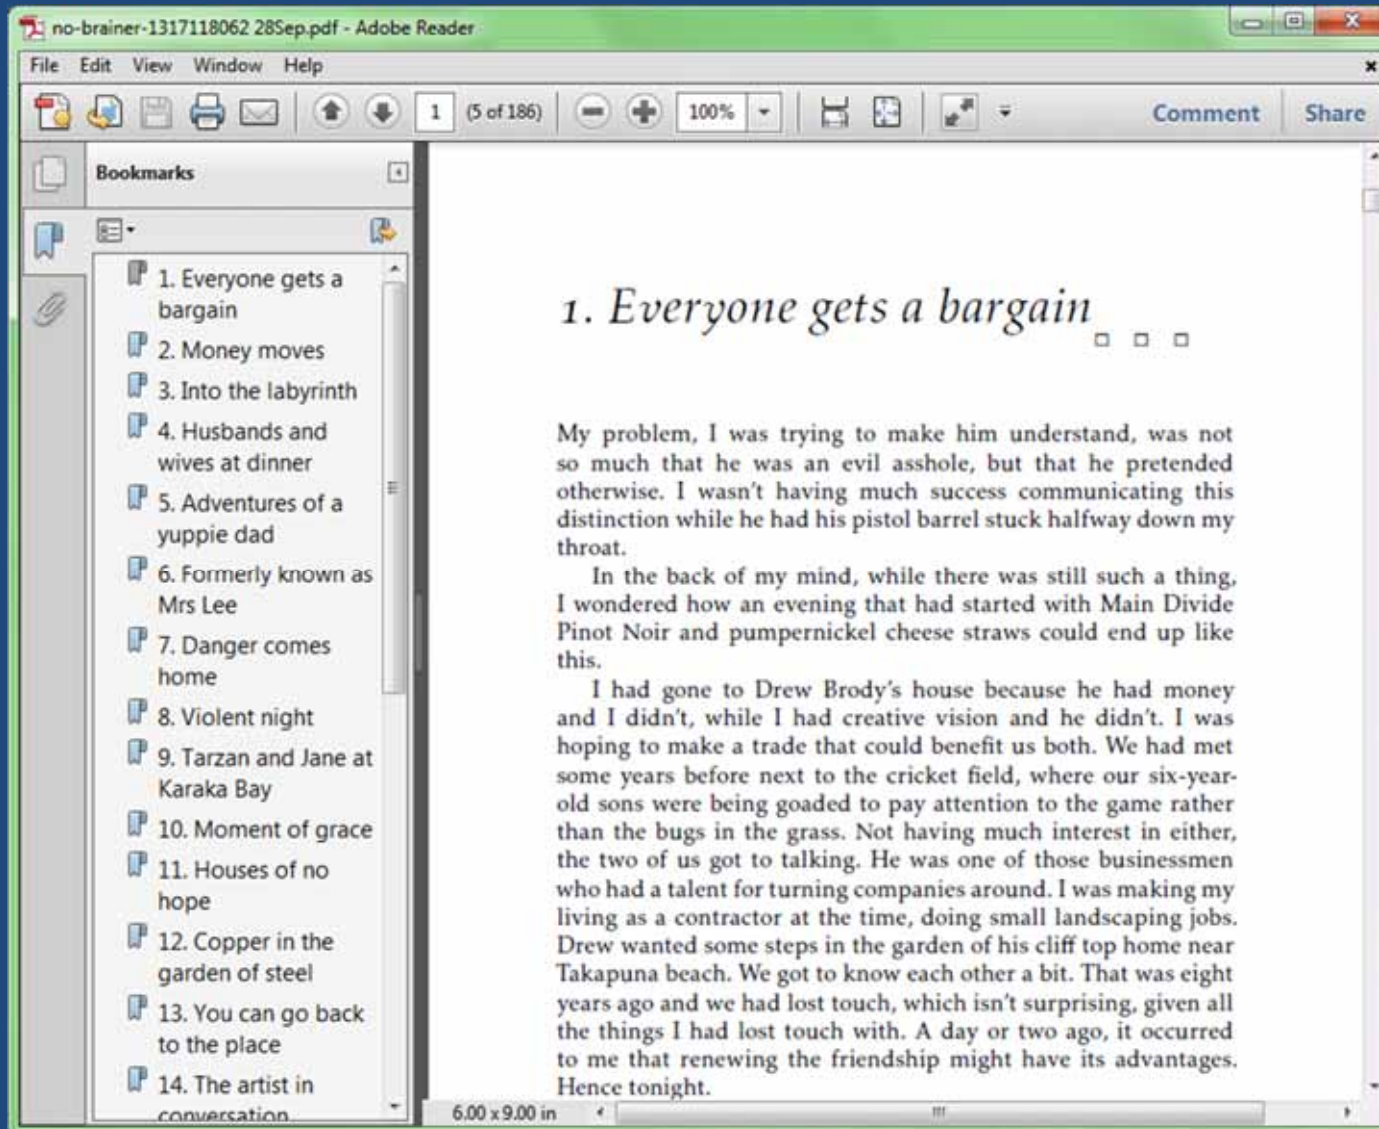 no-brainer-1317118062 28Sep.pdf - Adobe Reader
File Edit View Window Help
1 (5 of 186) 100% Comment Share
Bookmarks
1. Everyone gets a
bargain
2. Money moves
3. Into the labyrinth
4. Husbands and
wives at dinner
5. Adventures of a
yuppie dad
6. Formerly known as
Mrs Lee
7. Danger comes
home
8. Violent night
9. Tarzan and Jane at
Karaka Bay
10. Moment of grace
11. Houses of no
hope
12. Copper in the
garden of steel
13. You can go back
to the place
14. The artist in
conversation
1. Everyone gets a bargain
My problem, I was trying to make him understand, was not
so much that he was an evil asshole, but that he pretended
otherwise. I wasn't having much success communicating this
distinction while he had his pistol barrel stuck halfway down my
throat.
In the back of my mind, while there was still such a thing,
I wondered how an evening that had started with Main Divide
Pinot Noir and pumpernickel cheese straws could end up like
this.
I had gone to Drew Brody's house because he had money
and I didn't, while I had creative vision and he didn't. I was
hoping to make a trade that could benefit us both. We had met
some years before next to the cricket field, where our six-year-
old sons were being goaded to pay attention to the game rather
than the bugs in the grass. Not having much interest in either,
the two of us got to talking. He was one of those businessmen
who had a talent for turning companies around. I was making my
living as a contractor at the time, doing small landscaping jobs.
Drew wanted some steps in the garden of his cliff top home near
Takapuna beach. We got to know each other a bit. That was eight
years ago and we had lost touch, which isn't surprising, given all
the things I had lost touch with. A day or two ago, it occurred
to me that renewing the friendship might have its advantages.
Hence tonight.
6.00 x 9.00 in